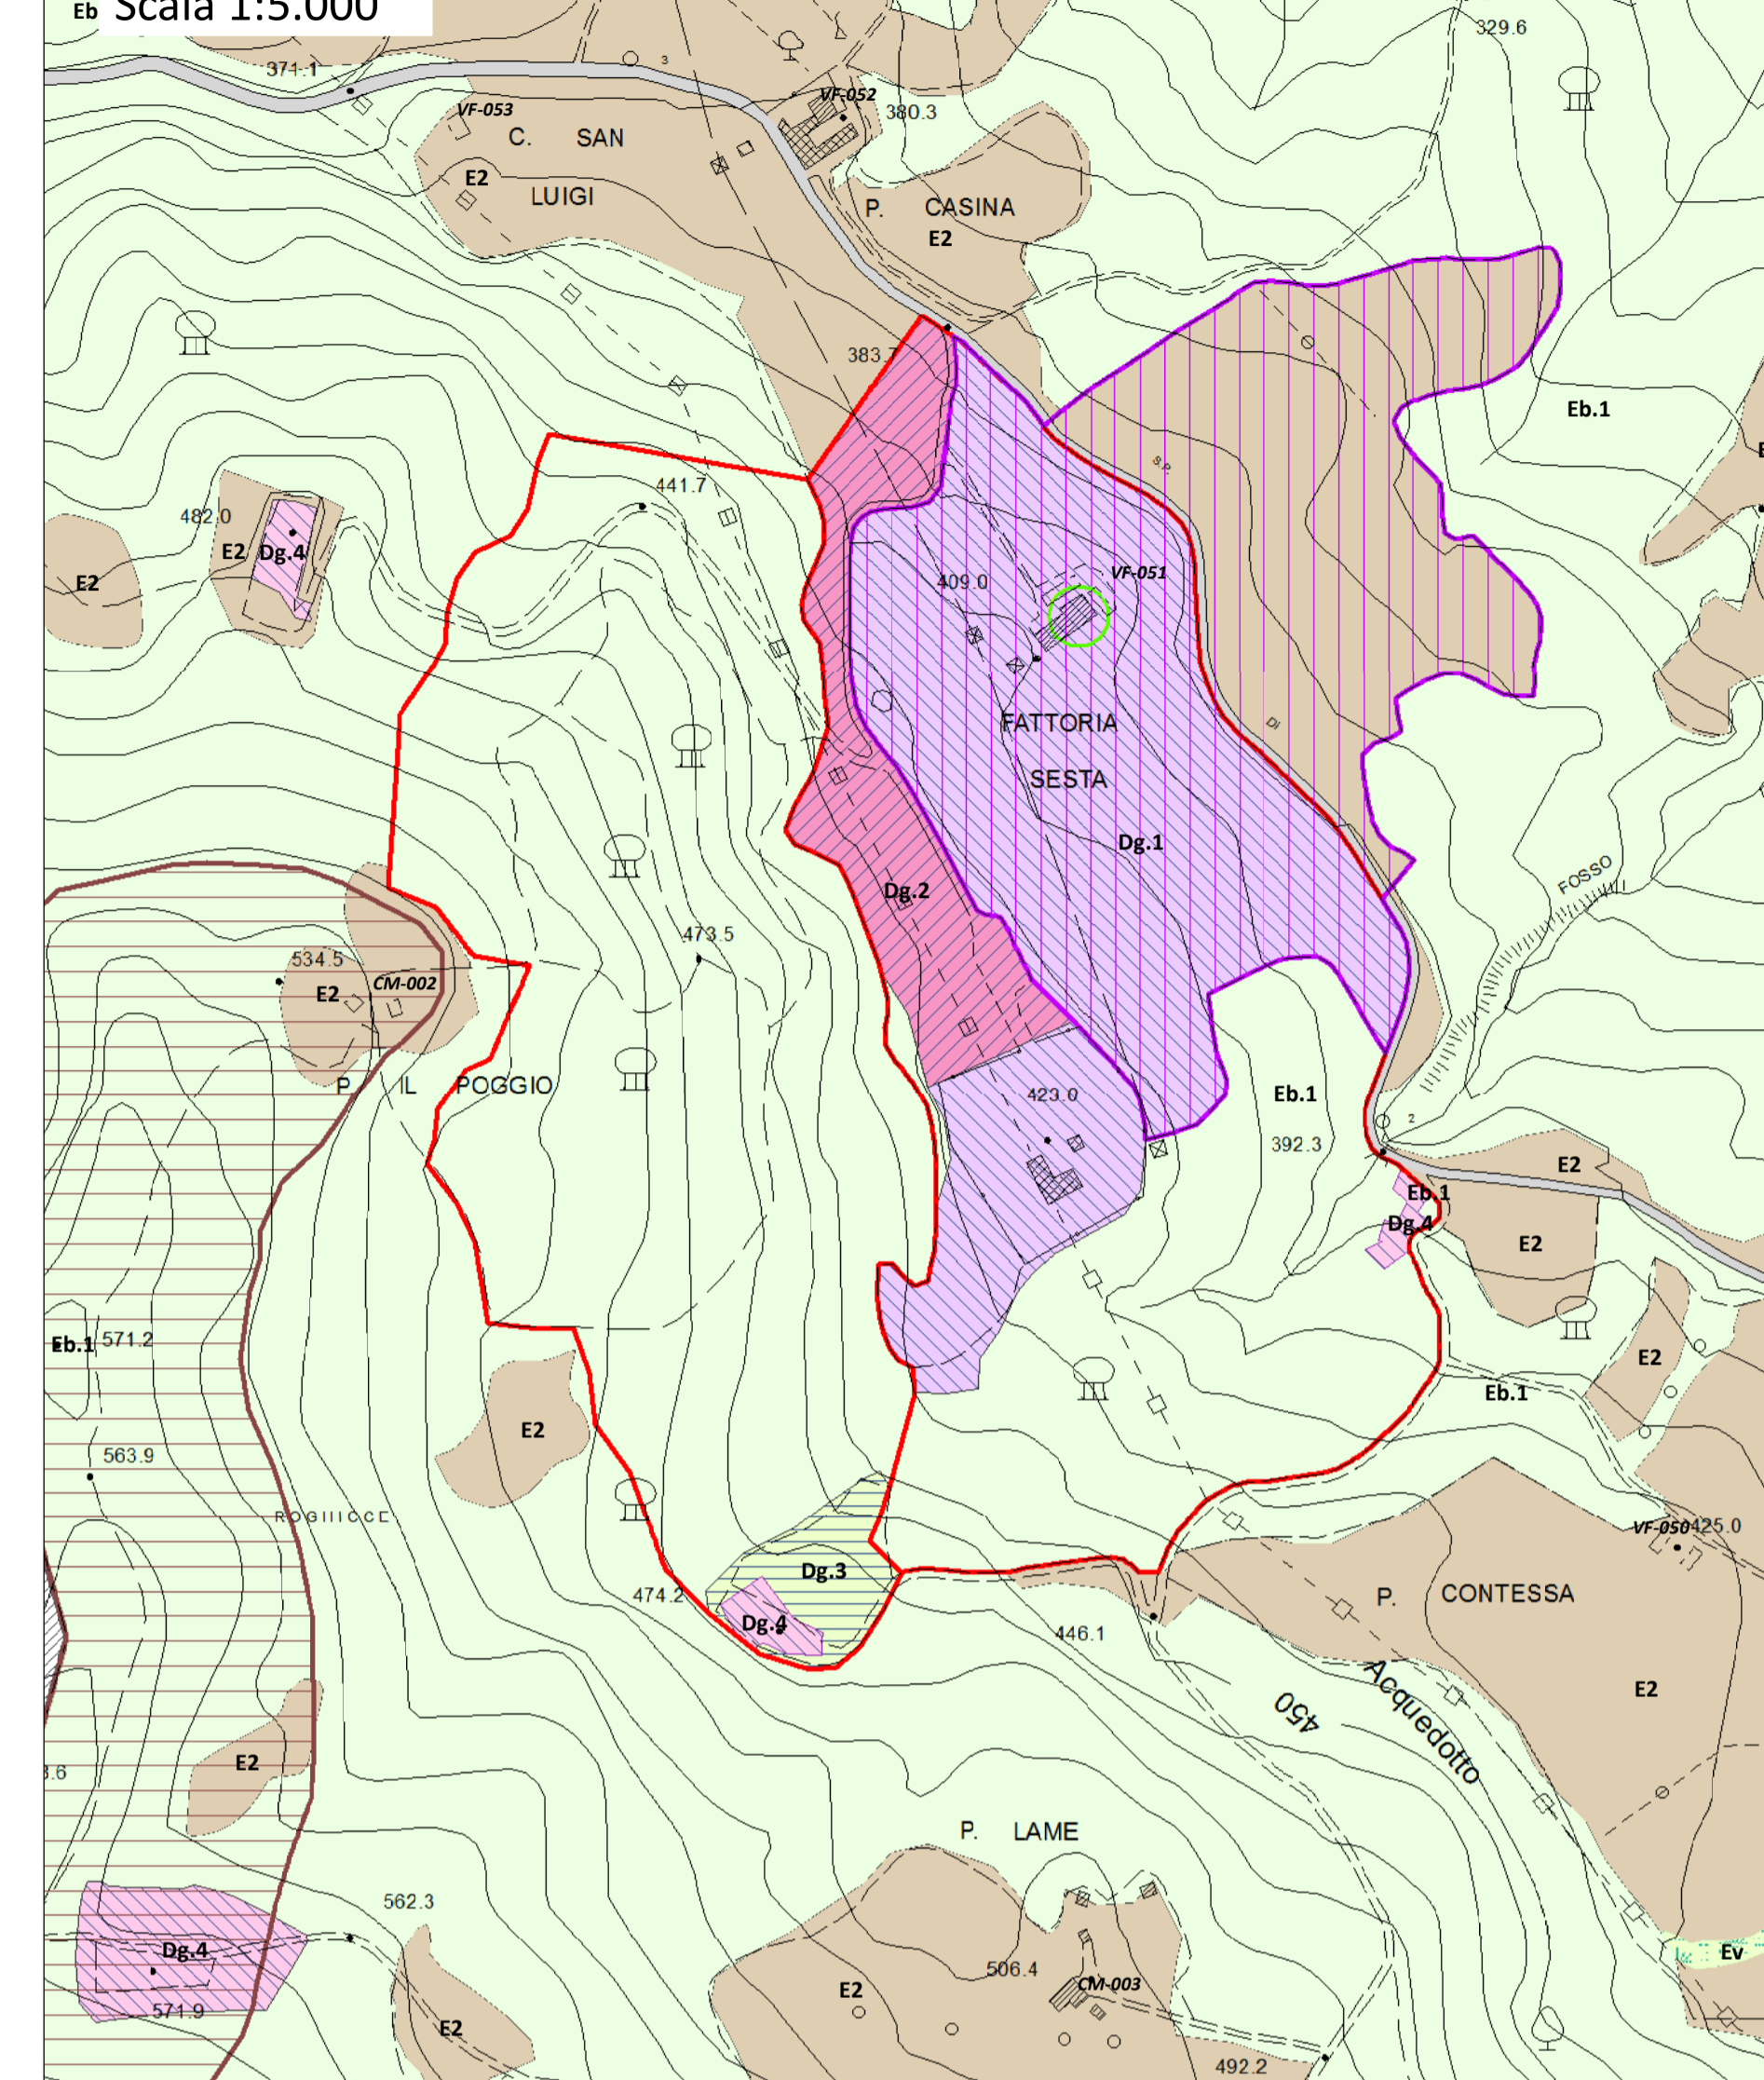 Eb
Scala 1:5.000
371.1
3
329.6
VF-053
VF-052
380.3
C. SAN
LUIGI
E2
P. CASINA
E2
383.7
Eb.1
441.7
S.P.
482.0
E2
Dg.4
E2
409.0
VF-051
FATTORIA
SESTA
Di
Dg.1
FOSSO
Dg.2
473.5
534.5
E2
CM-002
P. IL POGGIO
423.0
Eb.1
2
392.3
E2
Eb.1
Dg.4
E2
Eb.1
571.2
E2
Eb.1
E2
563.9
VF-050
425.0
Dg.3
474.2
Dg.4
446.1
P. CONTESSA
E2
Acquedotto
450
E2
3.6
P. LAME
562.3
Dg.4
571.9
E2
506.4
CM-003
E2
Ev
492.2